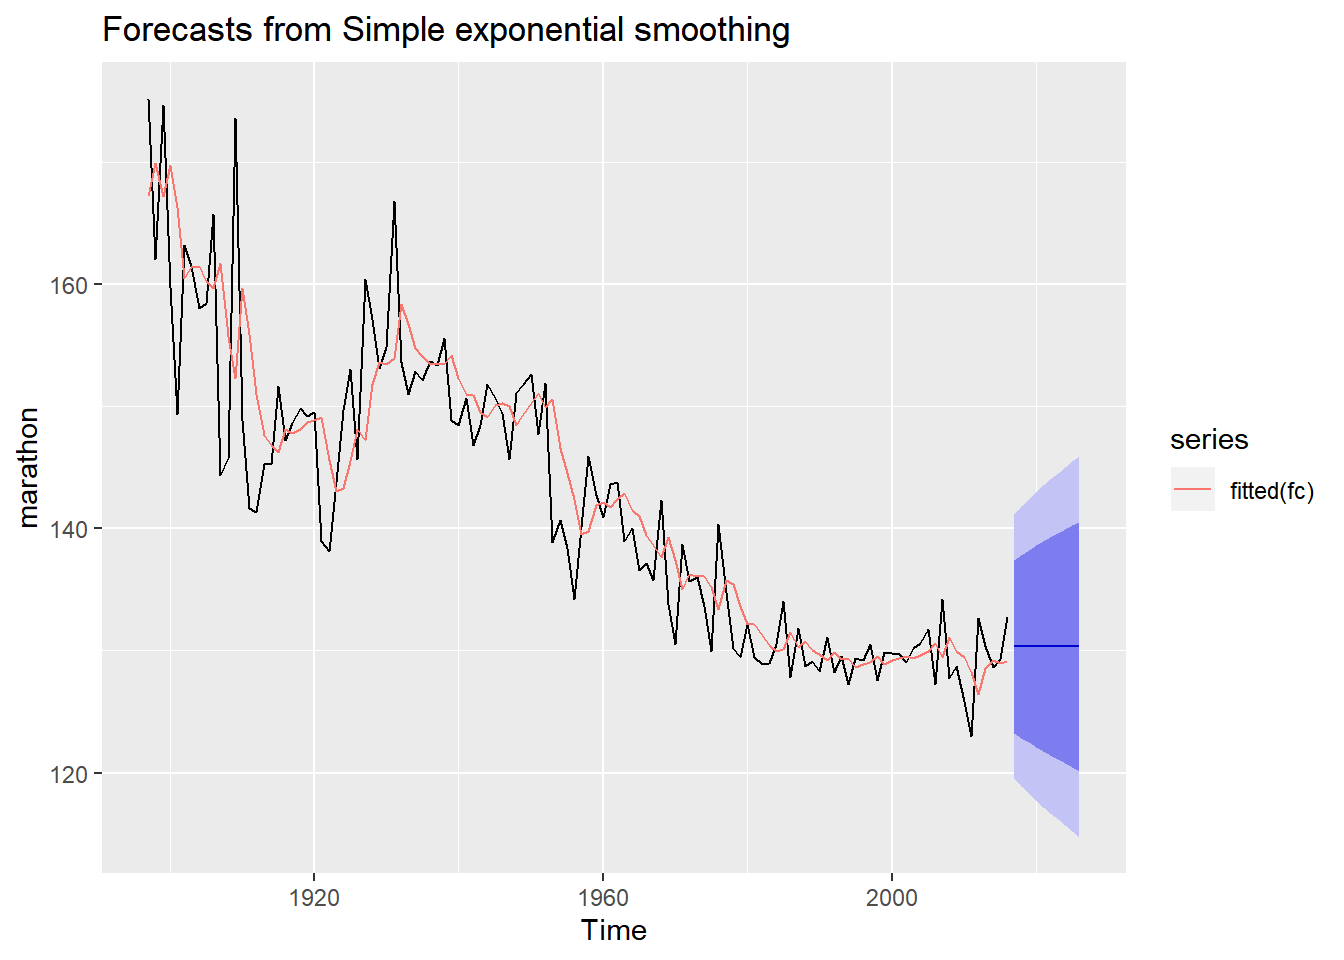 Forecasts from Simple exponential smoothing
160
140
120
marathon
1920
1960
2000
Time
series
fitted(fc)